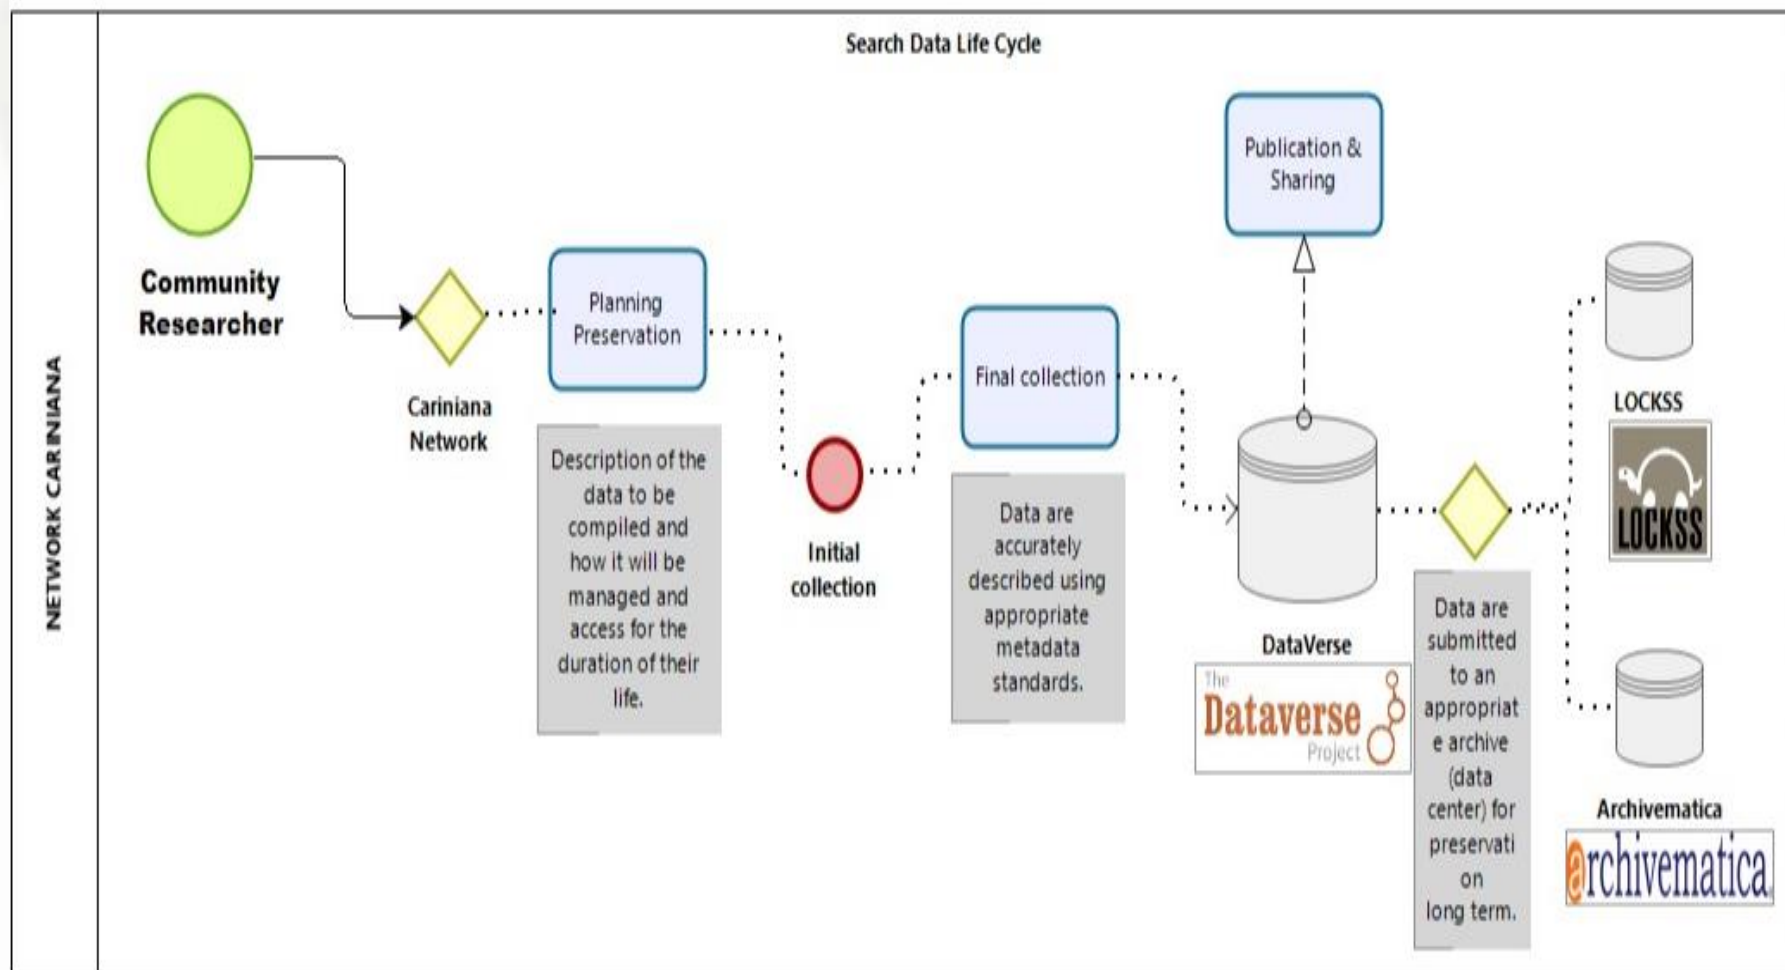 Search Data Life Cycle
NETWORK CARINIANA
Community
Researcher
Cariniana
Network
Planning
Preservation
Description of the
data to be
compiled and
how it will be
managed and
access for the
duration of their
life.
Initial
collection
Final collection
Data are
accurately
described using
appropriate
metadata
standards.
Publication &
Sharing
DataVerse
The
Dataverse
Project
Data are
submitted
to an
appropriat
e archive
(data
center) for
preservati
on
long term.
LOCKSS
LOCKSS
Archivematica
archivematica